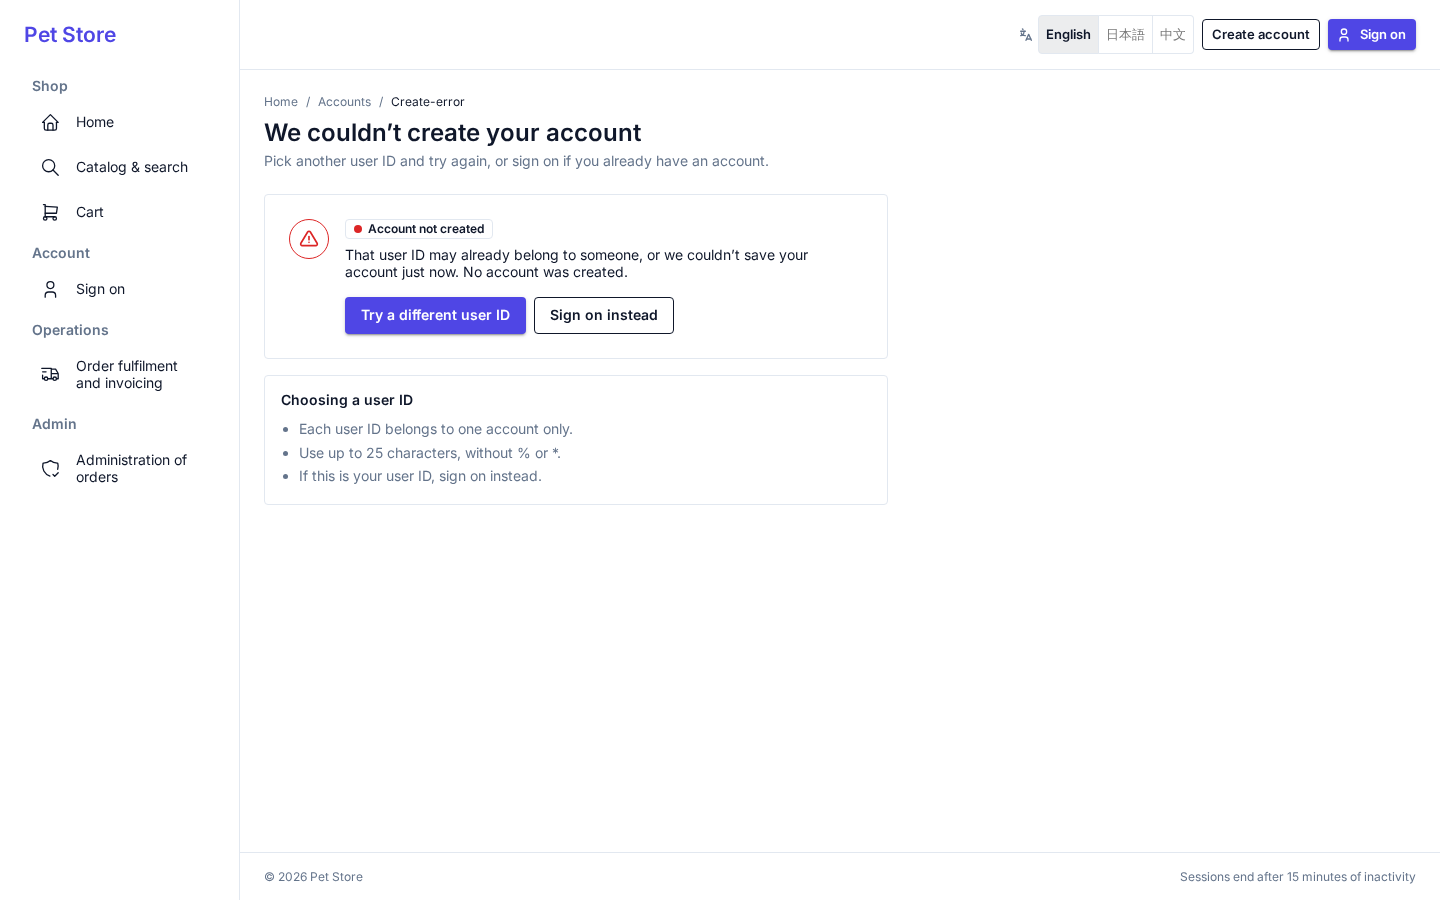 Pet Store
Shop
Home
Catalog & search
Cart
Account
Sign on
Operations
Order fulfilment
and invoicing
Admin
Administration of
orders
English
日本語
中文
Create account
Sign on
Home / Accounts / Create-error
We couldn’t create your account
Pick another user ID and try again, or sign on if you already have an account.
Account not created
That user ID may already belong to someone, or we couldn’t save your
account just now. No account was created.
Try a different user ID
Sign on instead
Choosing a user ID
• Each user ID belongs to one account only.
• Use up to 25 characters, without % or *.
• If this is your user ID, sign on instead.
© 2026 Pet Store
Sessions end after 15 minutes of inactivity